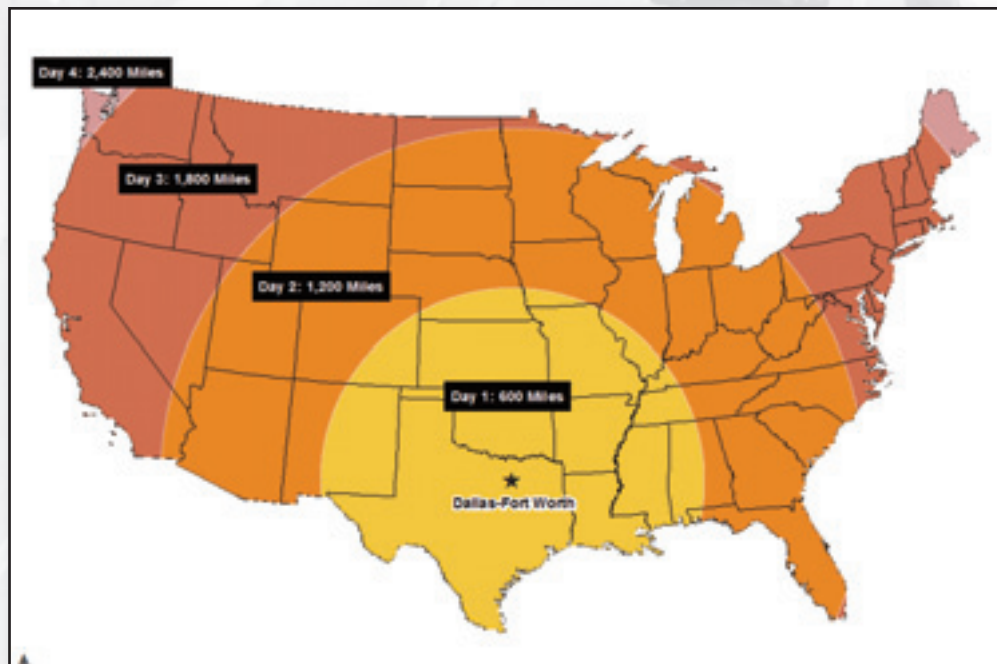 Day 4: 2,400 Miles
Day 3: 1,800 Miles
Day 2: 1,200 Miles
Day 1: 600 Miles
Dallas-Fort Worth